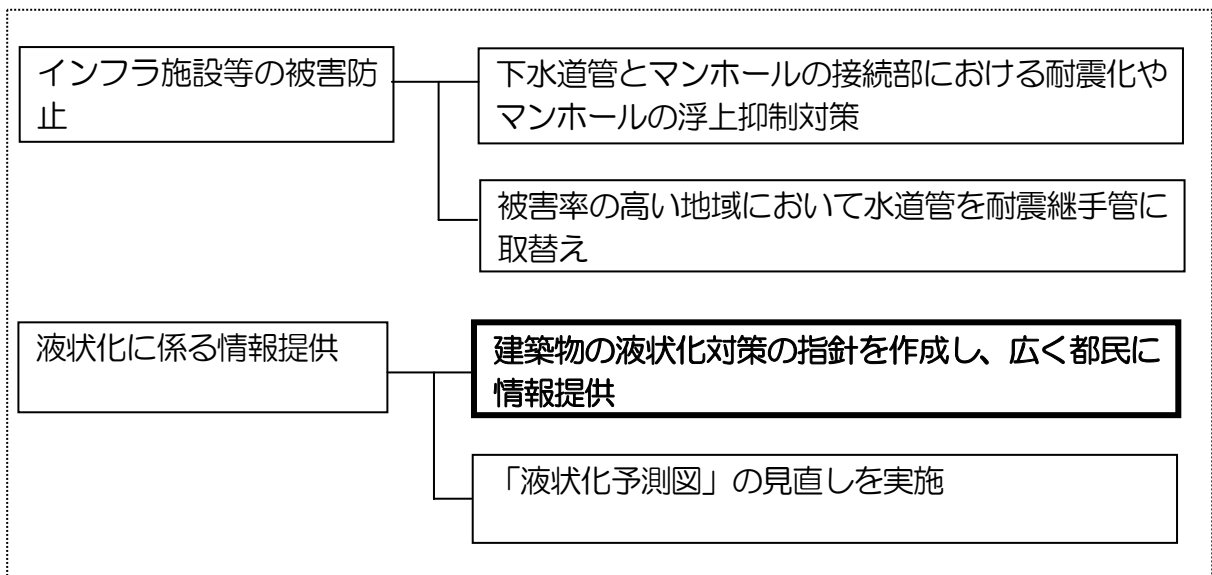 インフラ施設等の被害防
止
下水道管とマンホールの接続部における耐震化や
マンホールの浮上抑制対策
被害率の高い地域において水道管を耐震継手管に
取替え
液状化に係る情報提供
建築物の液状化対策の指針を作成し、広く都民に
情報提供
「液状化予測図」の見直しを実施